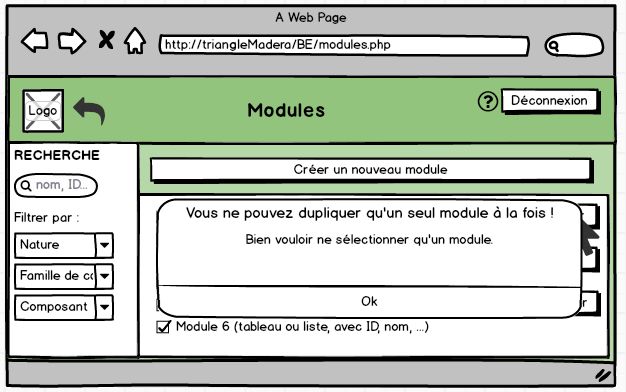 A Web Page
http://triangleMadera/BE/modules.php
Logo
Modules
?
Déconnexion
RECHERCHE
nom, ID...
Filtrer par :
Nature
Famille de c
Composant
Créer un nouveau module
Vous ne pouvez dupliquer qu'un seul module à la fois !
Bien vouloir ne sélectionner qu'un module.
Ok
r
Module 6 (tableau ou liste, avec ID, nom, ...)